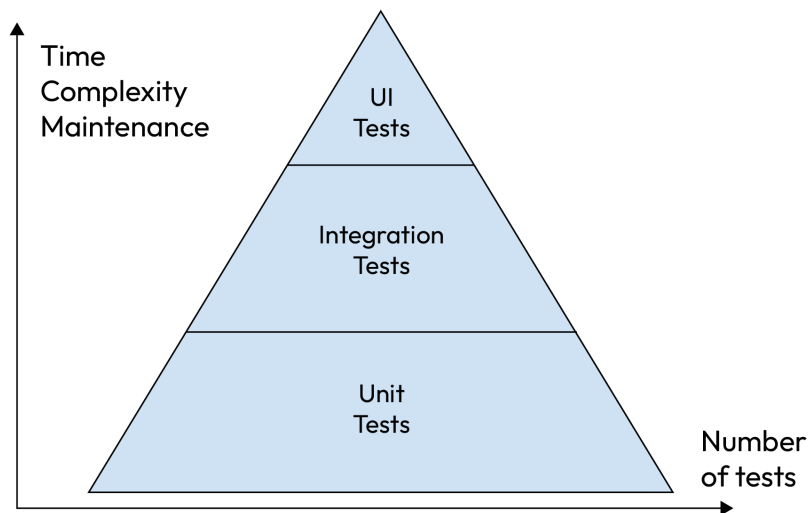 Time
Complexity
Maintenance
UI
Tests
Integration
Tests
Unit
Tests
Number
of tests